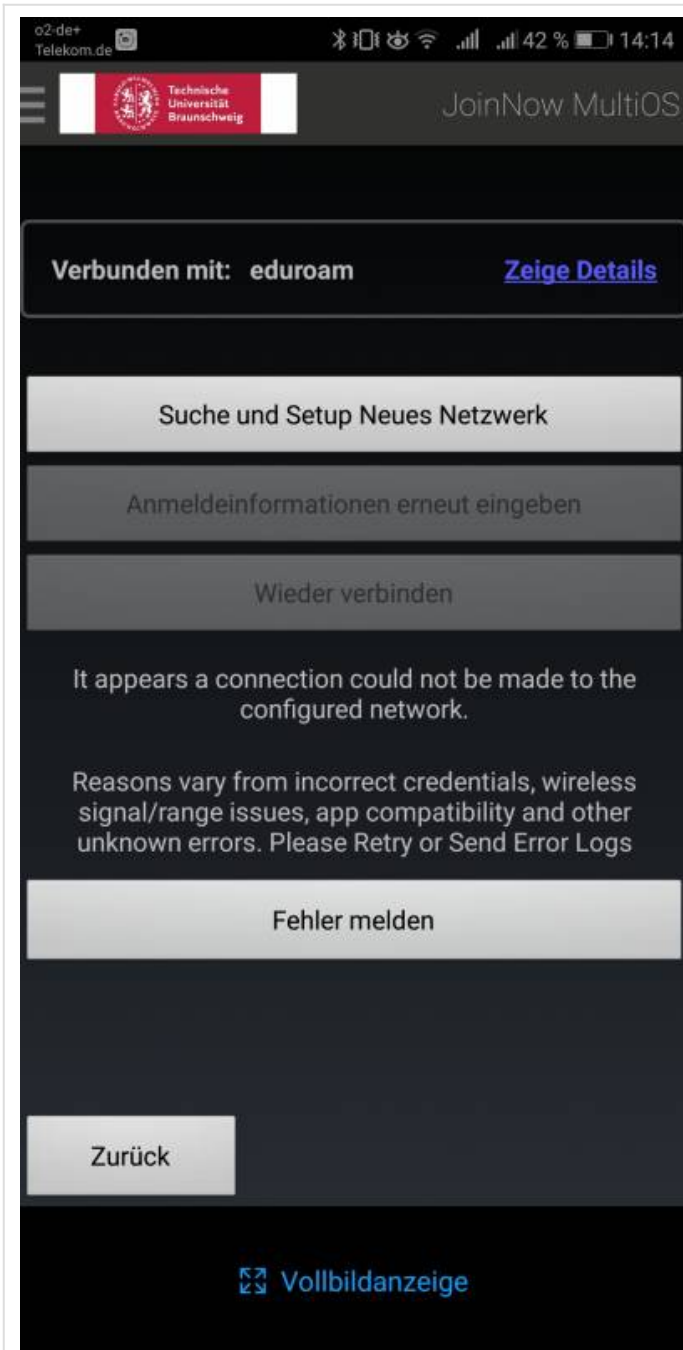 o2-de+
Telekom.de
42 % 14:14
Technische
Universität
Braunschweig
JoinNow MultiOS
Verbunden mit: eduroam Zeige Details
Suche und Setup Neues Netzwerk
Anmeldeinformationen erneut eingeben
Wieder verbinden
It appears a connection could not be made to the
configured network.
Reasons vary from incorrect credentials, wireless
signal/range issues, app compatibility and other
unknown errors. Please Retry or Send Error Logs
Fehler melden
Zurück
Vollbildanzeige